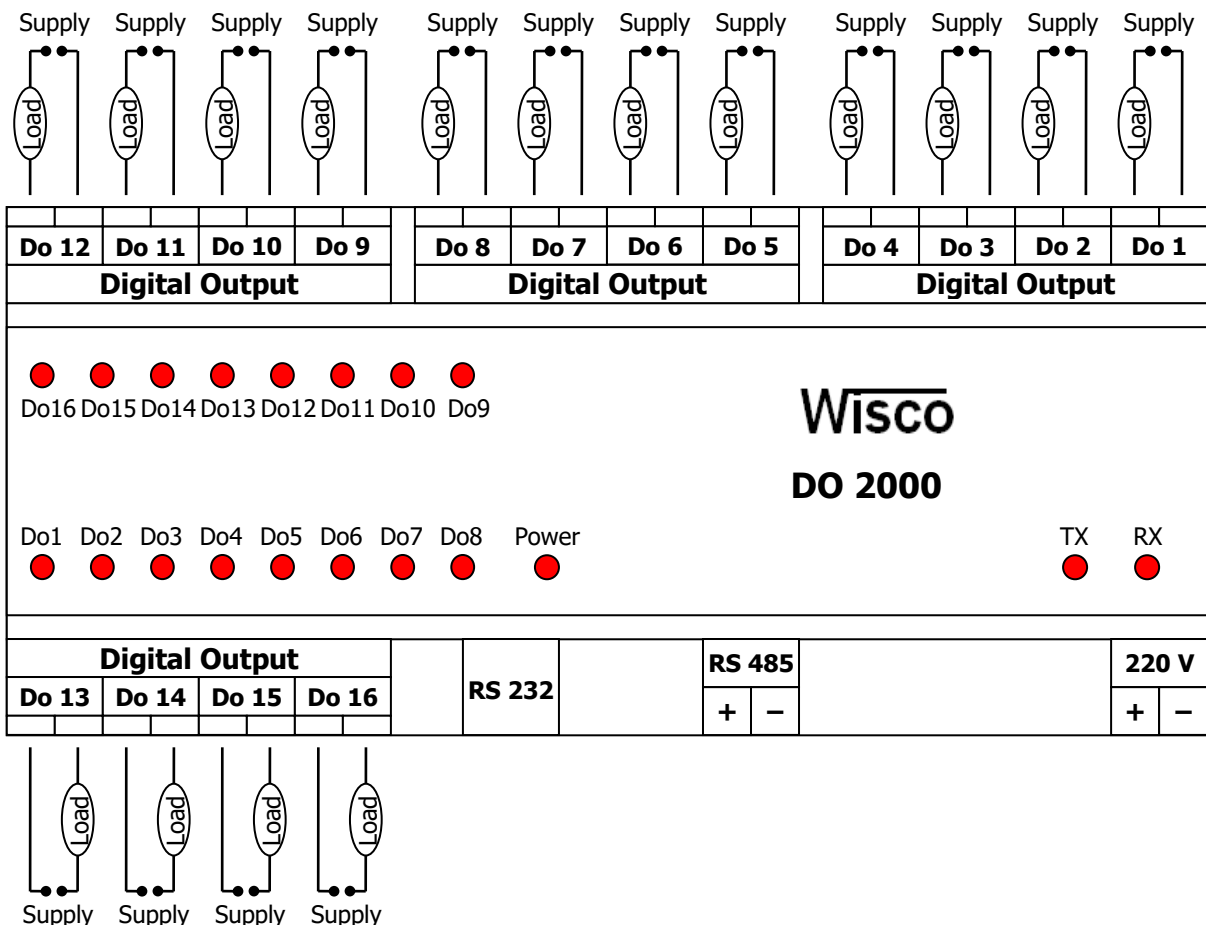 Supply Supply Supply Supply Supply Supply Supply Supply Supply Supply Supply Supply
Load Load Load Load Load Load Load Load Load Load Load Load
Do 12 Do 11 Do 10 Do 9 Do 8 Do 7 Do 6 Do 5 Do 4 Do 3 Do 2 Do 1
Digital Output Digital Output Digital Output
Do16 Do15 Do14 Do13 Do12 Do11 Do10 Do9
Wisco
DO 2000
Do1 Do2 Do3 Do4 Do5 Do6 Do7 Do8 Power TX RX
Digital Output RS 232 RS 485 220 V
Do 13 Do 14 Do 15 Do 16 + − + −
Load Load Load Load
Supply Supply Supply Supply